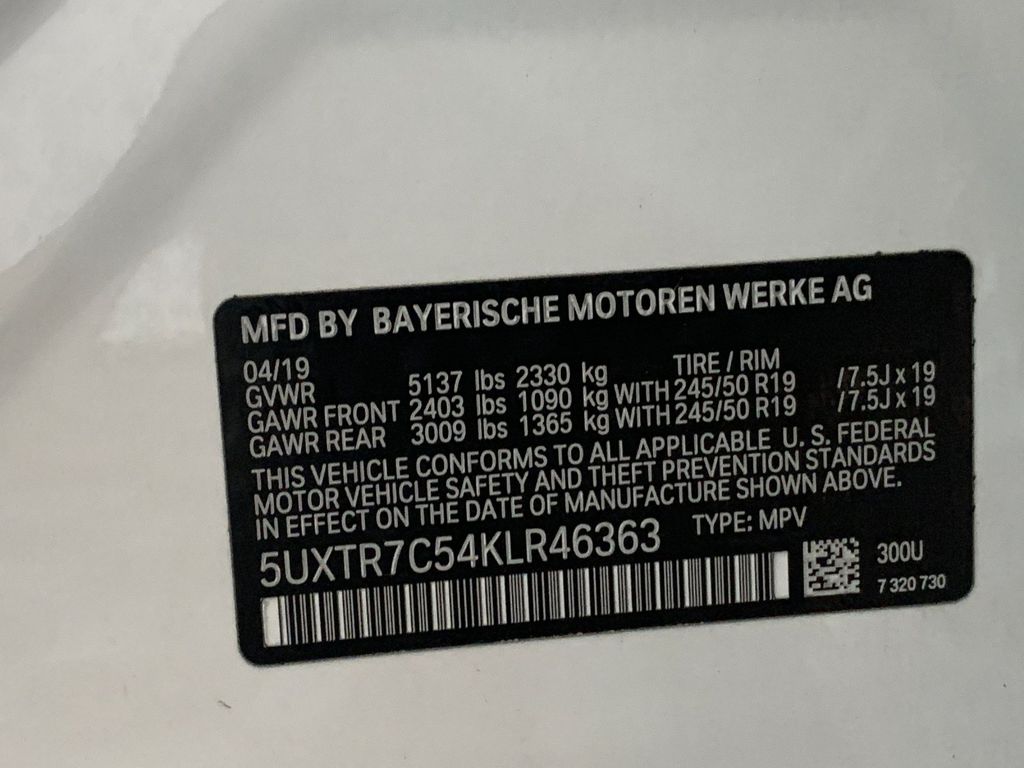 MFD BY BAYERISCHE MOTOREN WERKE AG
04/19 TIRE / RIM
GVWR 5137 lbs 2330 kg
GAWR FRONT 2403 lbs 1090 kg WITH 245/50 R19 /7.5J x 19
GAWR REAR 3009 lbs 1365 kg WITH 245/50 R19 /7.5J x 19
THIS VEHICLE CONFORMS TO ALL APPLICABLE U. S. FEDERAL
MOTOR VEHICLE SAFETY AND THEFT PREVENTION STANDARDS
IN EFFECT ON THE DATE OF MANUFACTURE SHOWN ABOVE.
5UXTR7C54KLR46363 TYPE: MPV
300U
7 320 730